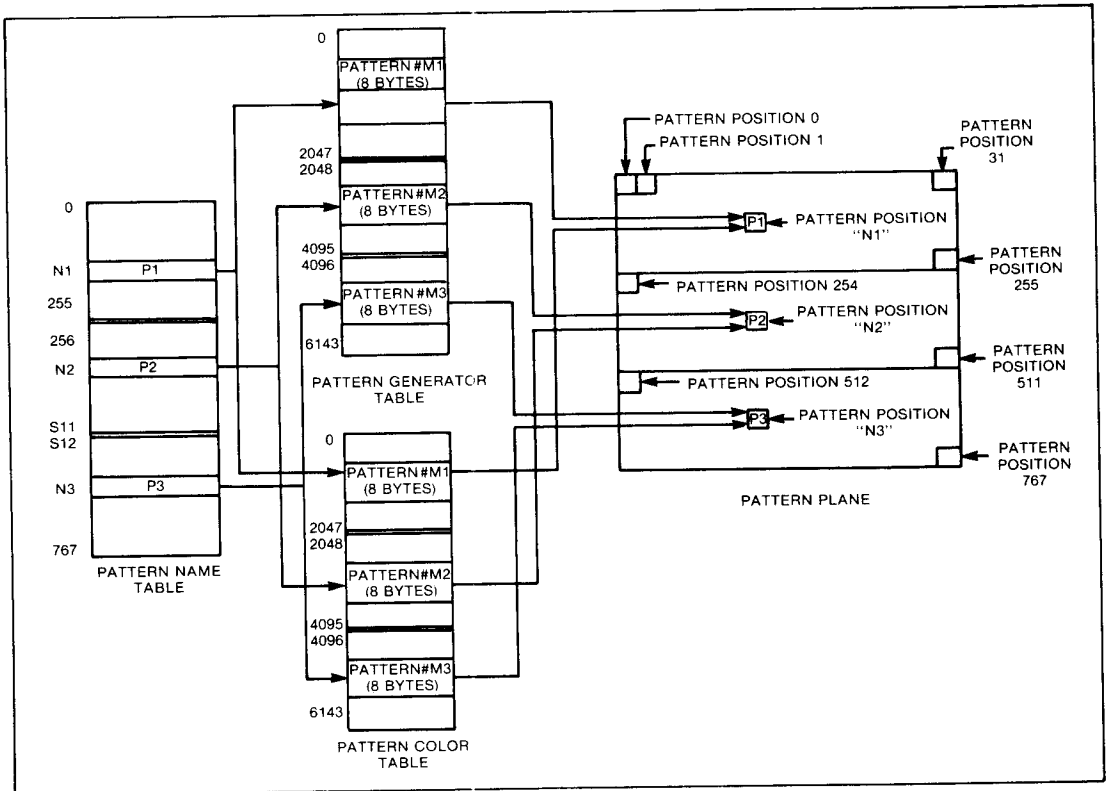 0
N1
P1
255
256
N2
P2
S11
S12
N3
P3
767
PATTERN NAME
TABLE
0
PATTERN#M1
(8 BYTES)
2047
2048
PATTERN#M2
(8 BYTES)
4095
4096
PATTERN#M3
(8 BYTES)
6143
PATTERN GENERATOR
TABLE
0
PATTERN#M1
(8 BYTES)
2047
2048
PATTERN#M2
(8 BYTES)
4095
4096
PATTERN#M3
(8 BYTES)
6143
PATTERN COLOR
TABLE
PATTERN POSITION 0
PATTERN POSITION 1
PATTERN
POSITION
31
P1
PATTERN POSITION
"N1"
PATTERN
POSITION
255
PATTERN POSITION 254
P2
PATTERN POSITION
"N2"
PATTERN
POSITION
511
PATTERN POSITION 512
P3
PATTERN POSITION
"N3"
PATTERN
POSITION
767
PATTERN PLANE